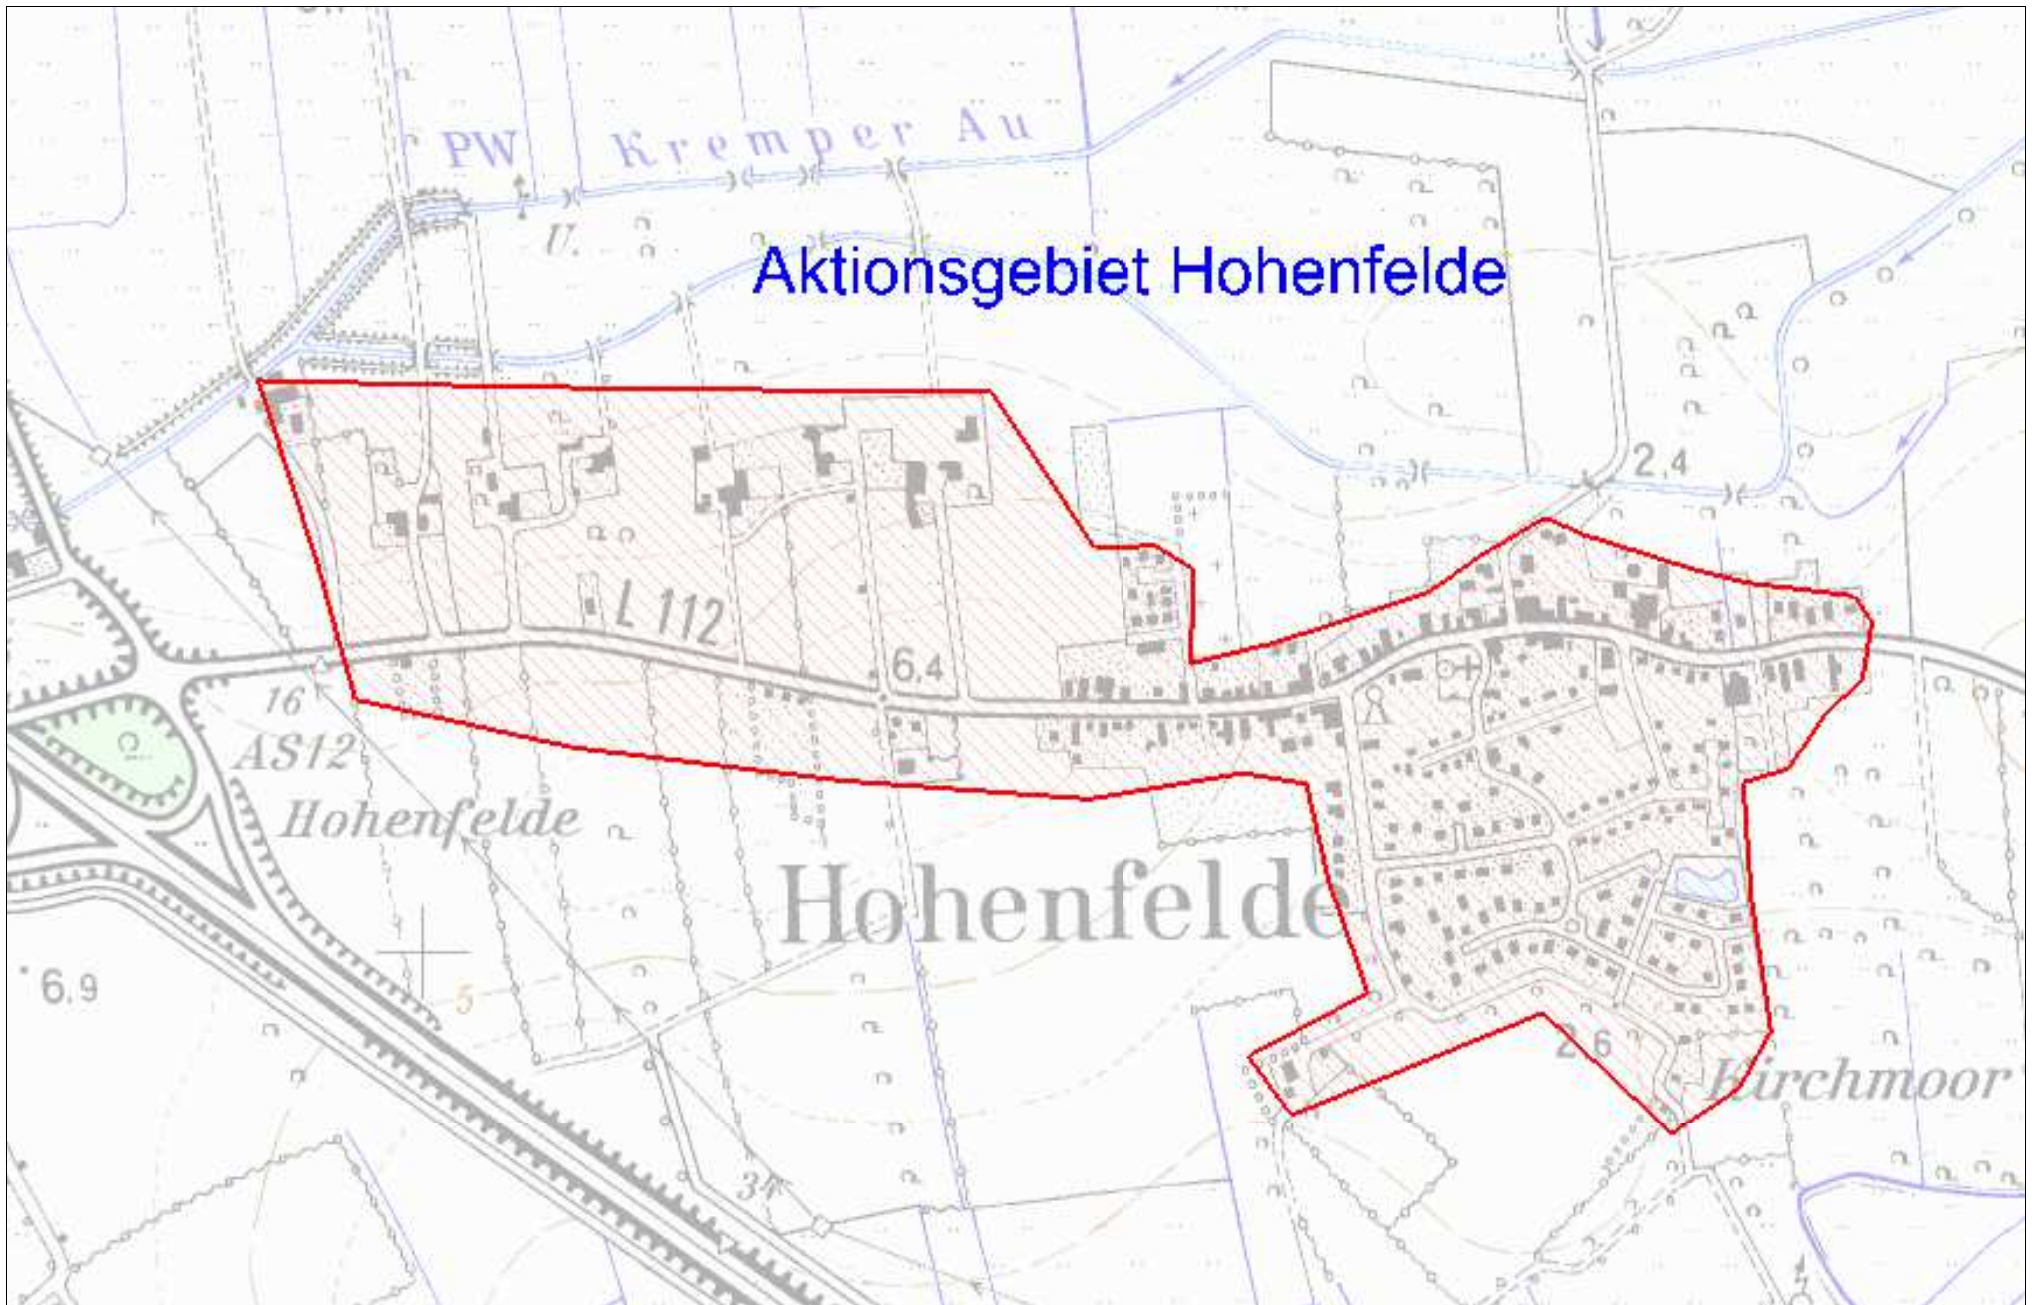 PW Kremper Au
U.
Aktionsgebiet Hohenfelde
2,4
L 112
6,4
16
AS12
Hohenfelde
Hohenfelde
6,9
5
2,6
Kirchmoor
34